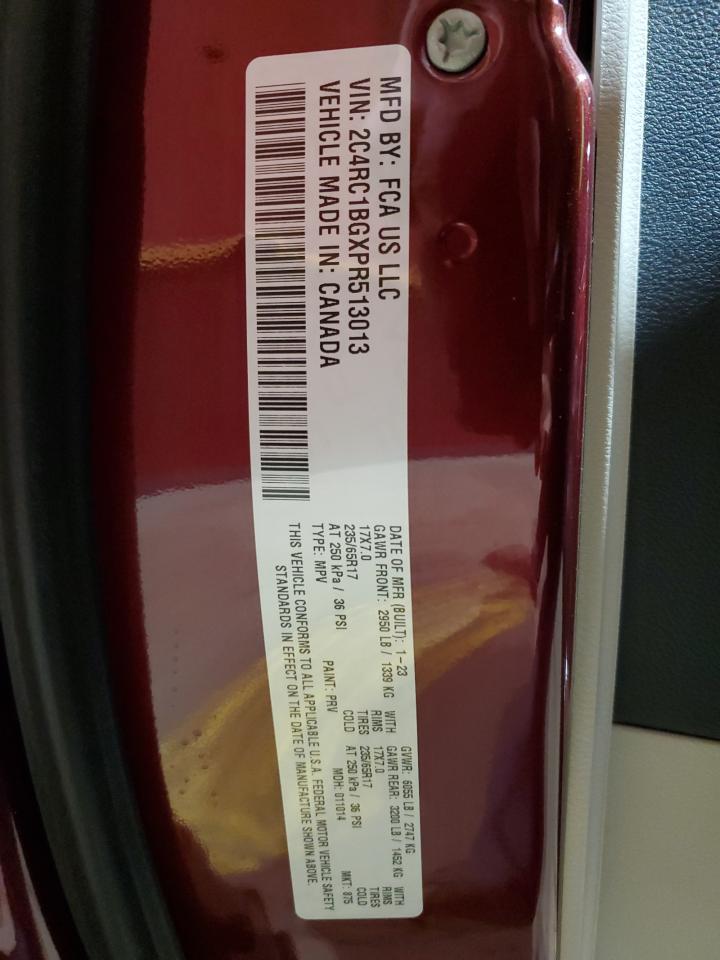 MFD BY: FCA US LLC
VIN: 2C4RC1BGXPR513013
VEHICLE MADE IN: CANADA
DATE OF MFR (BUILT): 1-23 GVWR: 6055 LB / 2747 KG
GAWR FRONT: 2950 LB / 1339 KG WITH GAWR REAR: 3200 LB / 1452 KG WITH
17X7.0 RIMS 17X7.0 RIMS
235/65R17 TIRES 235/65R17 TIRES
AT 250 kPa / 36 PSI COLD AT 250 kPa / 36 PSI COLD
TYPE: MPV PAINT: PRV MDH: 011014 MKT: 875
THIS VEHICLE CONFORMS TO ALL APPLICABLE U.S.A. FEDERAL MOTOR VEHICLE SAFETY
STANDARDS IN EFFECT ON THE DATE OF MANUFACTURE SHOWN ABOVE.